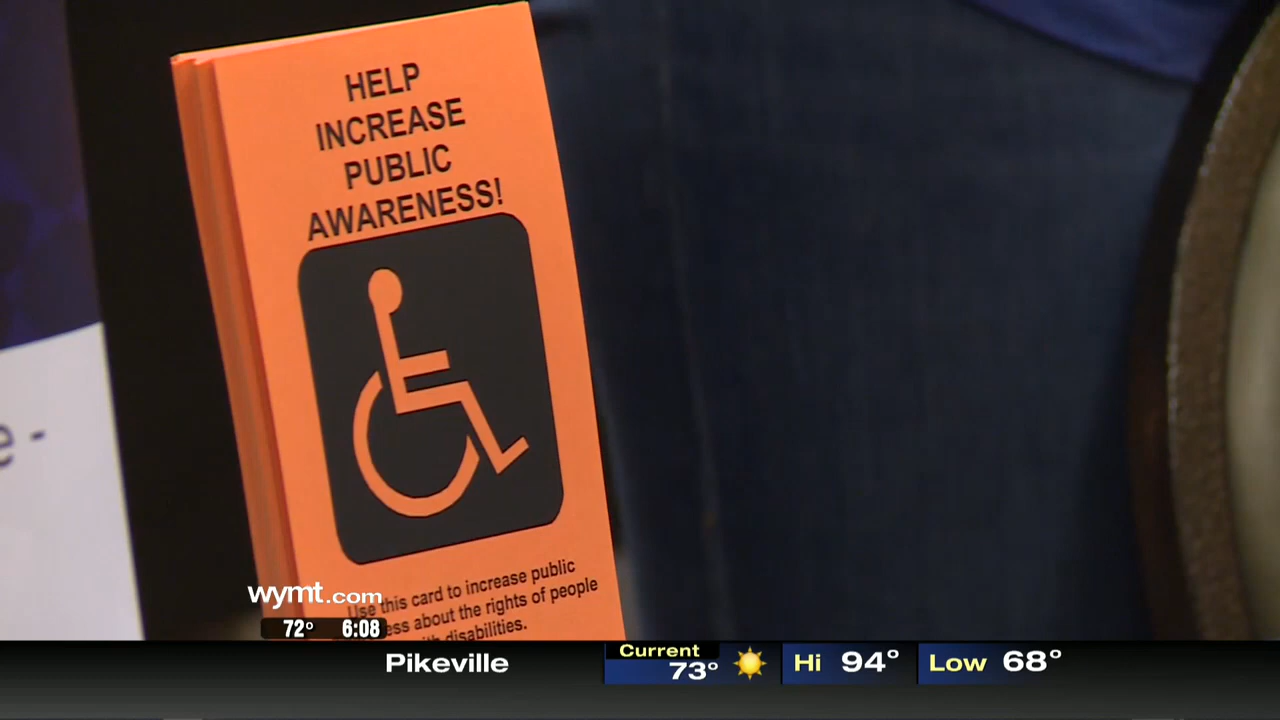 HELP
INCREASE
PUBLIC
AWARENESS!
e -
Use this card to increase public
ess about the rights of people
disabilities.
wymt.com
72° 6:08
Pikeville
Current
73°
Hi 94°
Low 68°